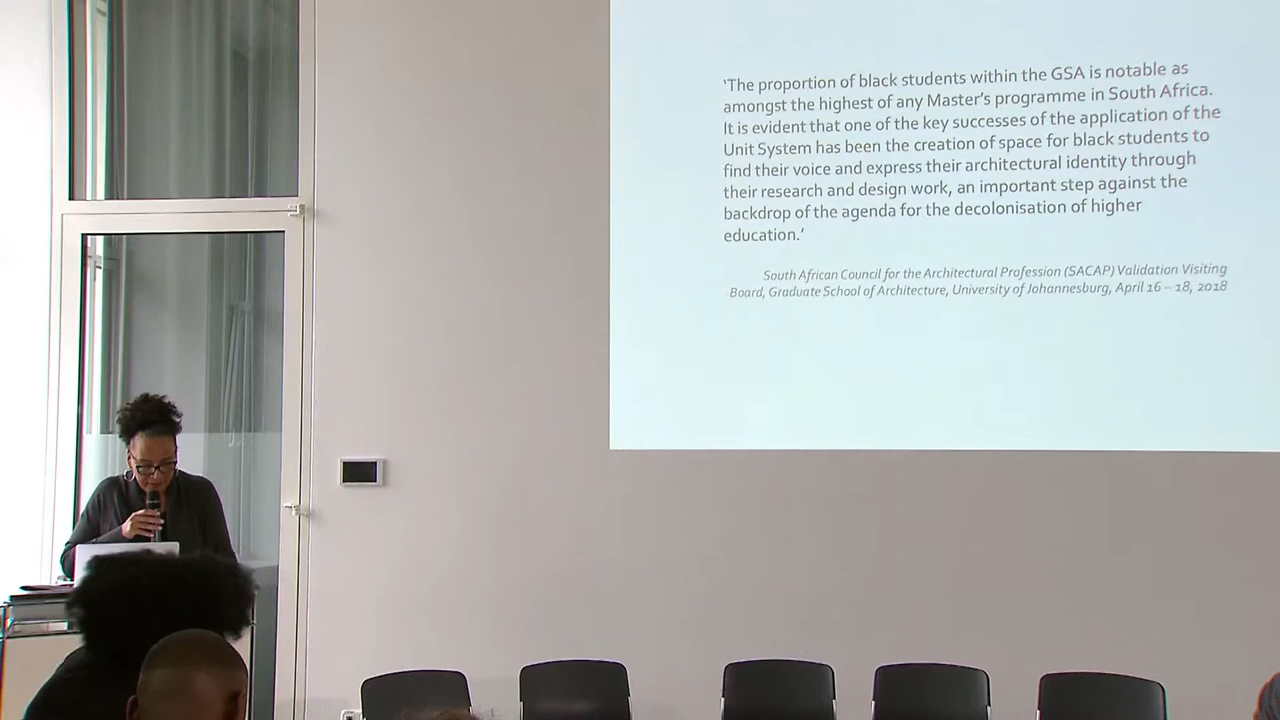 ‘The proportion of black students within the GSA is notable as
amongst the highest of any Master’s programme in South Africa.
It is evident that one of the key successes of the application of the
Unit System has been the creation of space for black students to
find their voice and express their architectural identity through
their research and design work, an important step against the
backdrop of the agenda for the decolonisation of higher
education.’
South African Council for the Architectural Profession (SACAP) Validation Visiting
Board, Graduate School of Architecture, University of Johannesburg, April 16 – 18, 2018